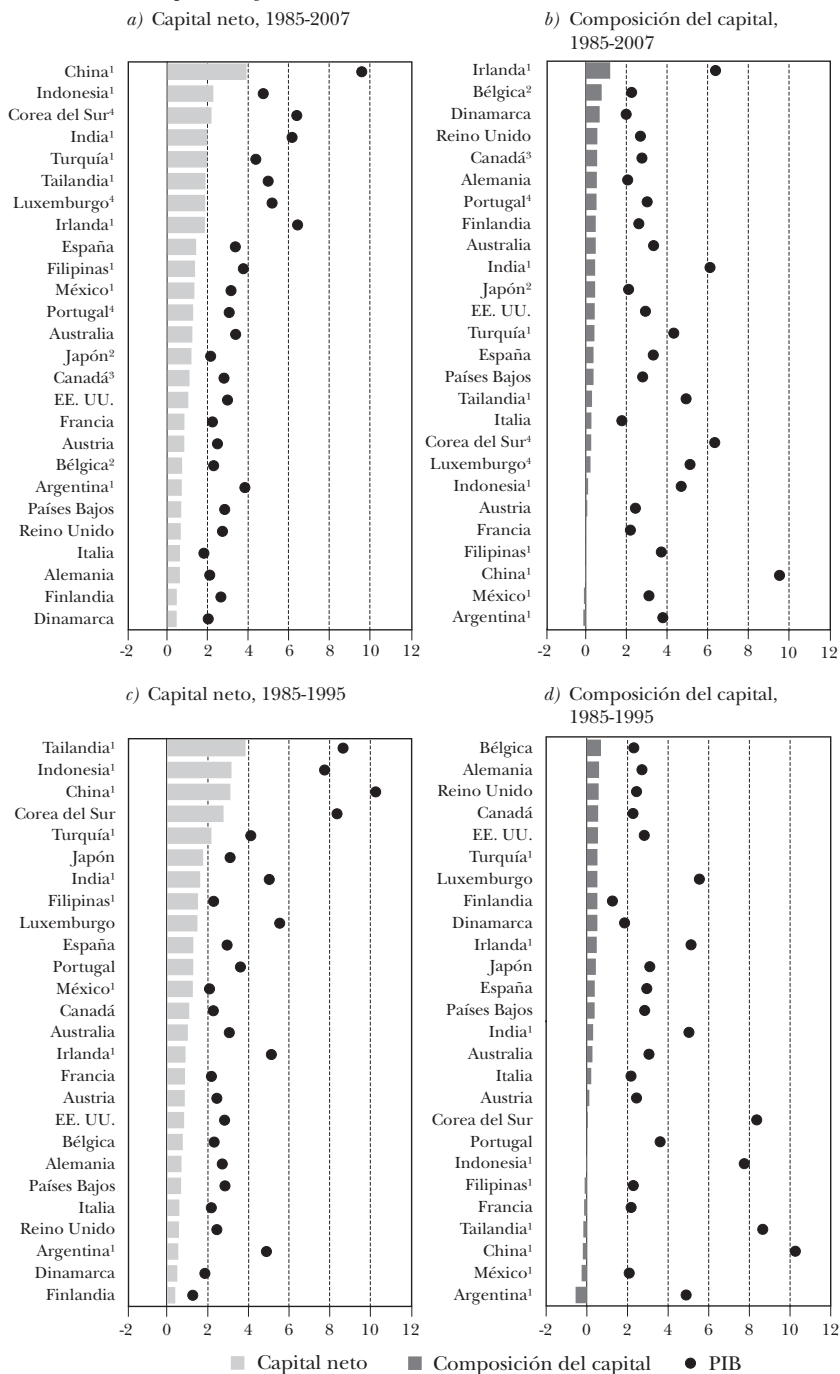 a) Capital neto, 1985-2007
China¹
Indonesia¹
Corea del Sur⁴
India¹
Turquía¹
Tailandia¹
Luxemburgo⁴
Irlanda¹
España
Filipinas¹
México¹
Portugal⁴
Australia
Japón²
Canadá³
EE. UU.
Francia
Austria
Bélgica²
Argentina¹
Países Bajos
Reino Unido
Italia
Alemania
Finlandia
Dinamarca
-2 0 2 4 6 8 10 12
b) Composición del capital,
1985-2007
Irlanda¹
Bélgica²
Dinamarca
Reino Unido
Canadá³
Alemania
Portugal⁴
Finlandia
Australia
India¹
Japón²
EE. UU.
Turquía¹
España
Países Bajos
Tailandia¹
Italia
Corea del Sur⁴
Luxemburgo⁴
Indonesia¹
Austria
Francia
Filipinas¹
China¹
México¹
Argentina¹
-2 0 2 4 6 8 10 12
c) Capital neto, 1985-1995
Tailandia¹
Indonesia¹
China¹
Corea del Sur
Turquía¹
Japón
India¹
Filipinas¹
Luxemburgo
España
Portugal
México¹
Canadá
Australia
Irlanda¹
Francia
Austria
EE. UU.
Bélgica
Alemania
Países Bajos
Italia
Reino Unido
Argentina¹
Dinamarca
Finlandia
-2 0 2 4 6 8 10 12
d) Composición del capital,
1985-1995
Bélgica
Alemania
Reino Unido
Canadá
EE. UU.
Turquía¹
Luxemburgo
Finlandia
Dinamarca
Irlanda¹
Japón
España
Países Bajos
India¹
Australia
Italia
Austria
Corea del Sur
Portugal
Indonesia¹
Filipinas¹
Francia
Tailandia¹
China¹
México¹
Argentina¹
-2 0 2 4 6 8 10 12
Capital neto Composición del capital PIB